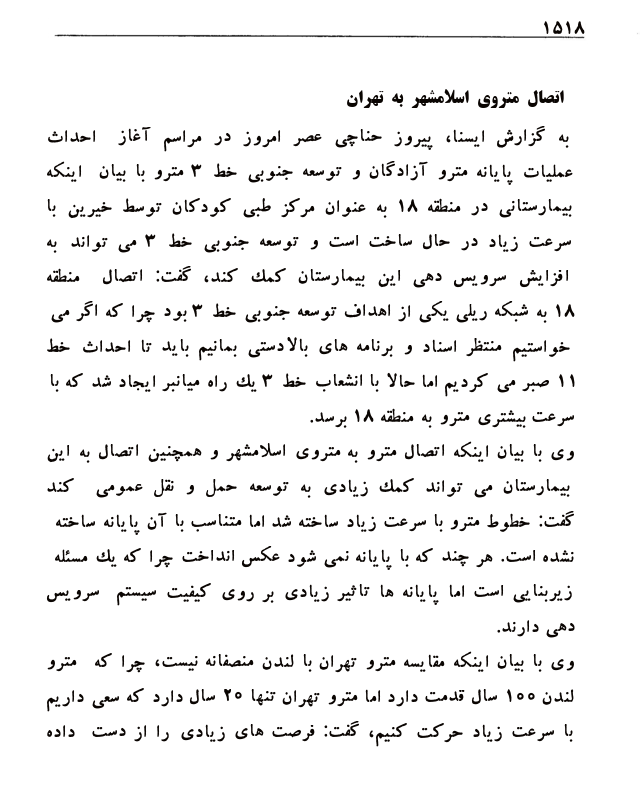 ۱۵۱۸
اتصال متروی اسلامشهر به تهران
به گزارش ایسنا، پیروز حناچی عصر امروز در مراسم آغاز احداث
عملیات پایانه مترو آزادگان و توسعه جنوبی خط ۳ مترو با بیان اینکه
بیمارستانی در منطقه ۱۸ به عنوان مرکز طبی کودکان توسط خیرین با
سرعت زیاد در حال ساخت است و توسعه جنوبی خط ۳ می تواند به
افزایش سرویس دهی این بیمارستان کمك کند، گفت: اتصال منطقه
۱۸ به شبکه ریلی یکی از اهداف توسعه جنوبی خط ۳ بود چرا که اگر می
خواستیم منتظر اسناد و برنامه های بالادستی بمانیم باید تا احداث خط
۱۱ صبر می کردیم اما حالا با انشعاب خط ۳ یك راه میانبر ایجاد شد که با
سرعت بیشتری مترو به منطقه ۱۸ برسد.
وی با بیان اینکه اتصال مترو به متروی اسلامشهر و همچنین اتصال به این
بیمارستان می تواند کمك زیادی به توسعه حمل و نقل عمومی کند
گفت: خطوط مترو با سرعت زیاد ساخته شد اما متناسب با آن پایانه ساخته
نشده است. هر چند که با پایانه نمی شود عکس انداخت چرا که یك مسئله
زیربنایی است اما پایانه ها تاثیر زیادی بر روی کیفیت سیستم سرویس
دهی دارند.
وی با بیان اینکه مقایسه مترو تهران با لندن منصفانه نیست، چرا که مترو
لندن ۱۰۰ سال قدمت دارد اما مترو تهران تنها ۲۰ سال دارد که سعی داریم
با سرعت زیاد حرکت کنیم، گفت: فرصت های زیادی را از دست داده